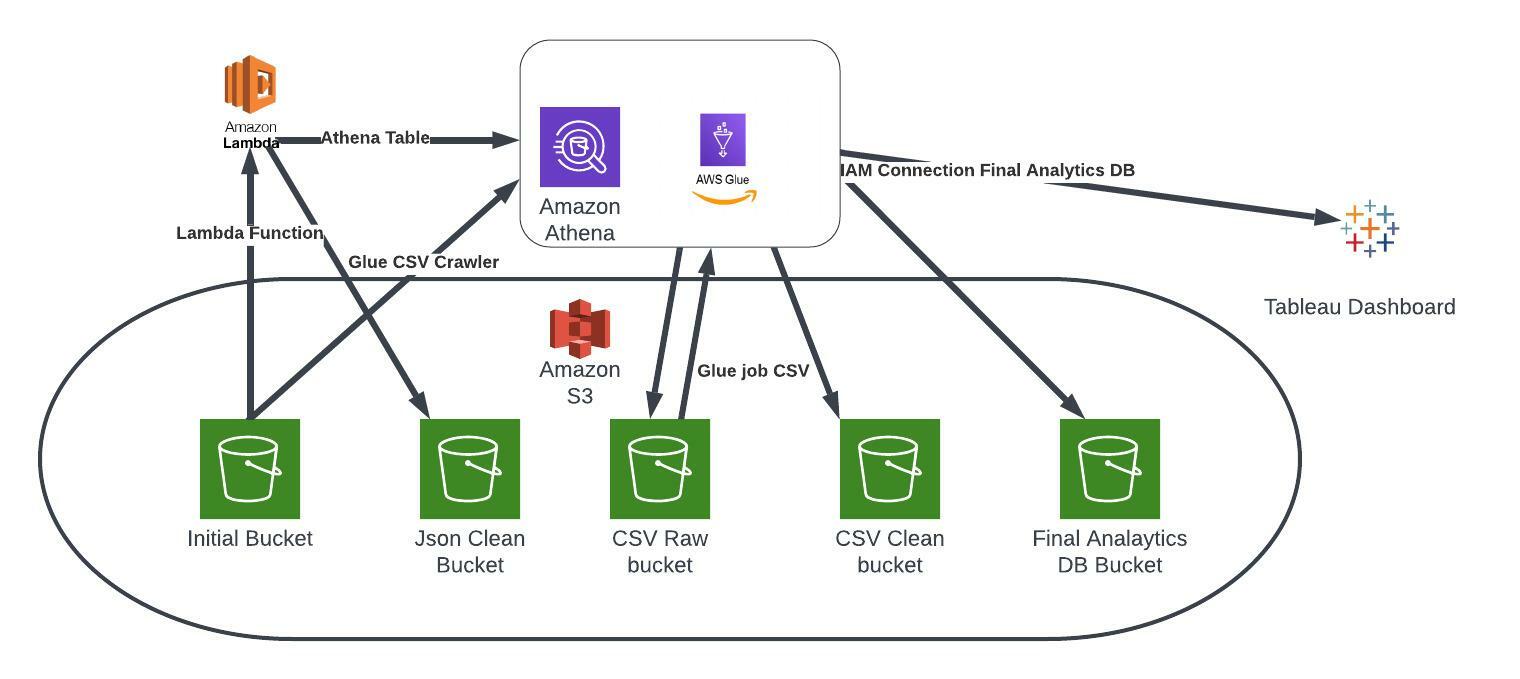 Amazon
Lambda
Athena Table
Amazon
Athena
AWS Glue
IAM Connection Final Analytics DB
Lambda Function
Glue CSV Crawler
Tableau Dashboard
Amazon
S3
Glue job CSV
Initial Bucket
Json Clean
Bucket
CSV Raw
bucket
CSV Clean
bucket
Final Analaytics
DB Bucket